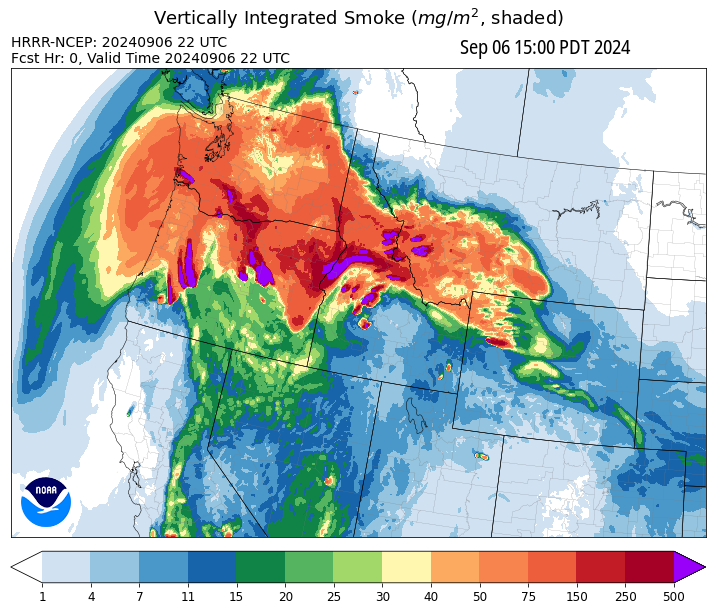 Vertically Integrated Smoke (mg/m², shaded)
HRRR-NCEP: 20240906 22 UTC
Sep 06 15:00 PDT 2024
Fcst Hr: 0, Valid Time 20240906 22 UTC
NOAA
1 4 7 11 15 20 25 30 40 50 75 150 250 500